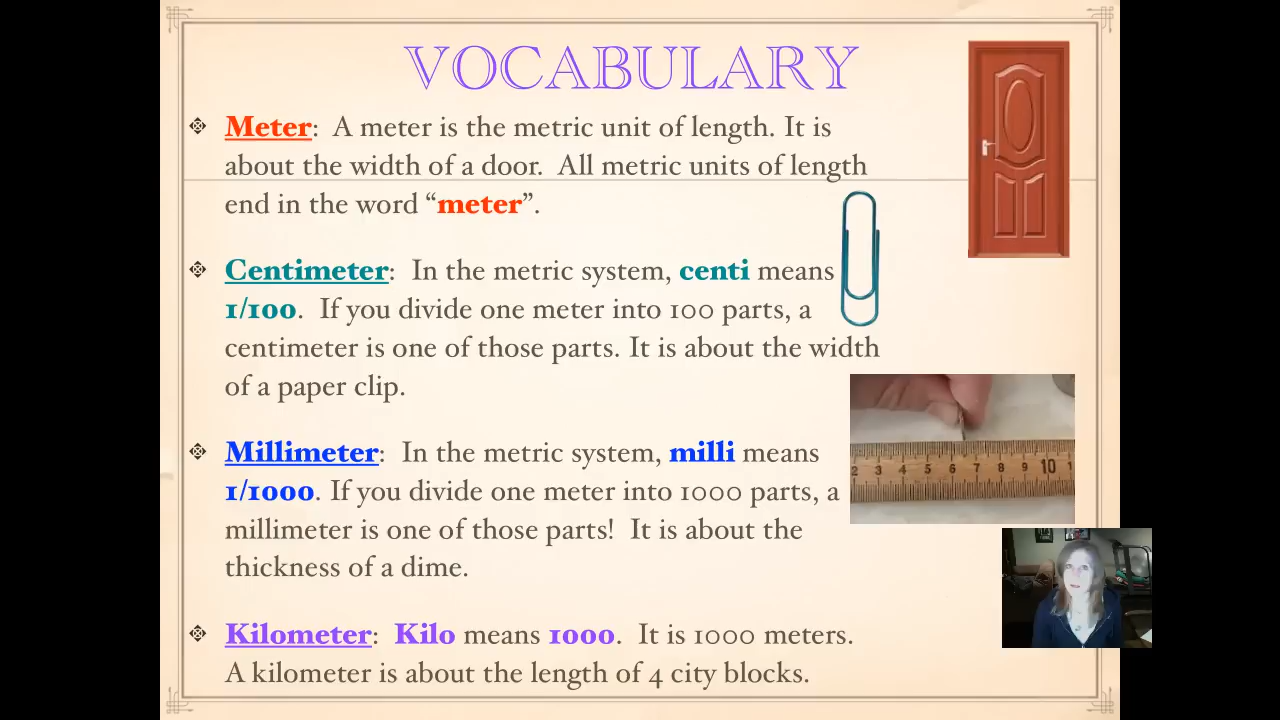 VOCABULARY
Meter: A meter is the metric unit of length. It is
about the width of a door. All metric units of length
end in the word “meter”.
Centimeter: In the metric system, centi means
1/100. If you divide one meter into 100 parts, a
centimeter is one of those parts. It is about the width
of a paper clip.
Millimeter: In the metric system, milli means
1/1000. If you divide one meter into 1000 parts, a
millimeter is one of those parts! It is about the
thickness of a dime.
Kilometer: Kilo means 1000. It is 1000 meters.
A kilometer is about the length of 4 city blocks.
2 3 4 5 6 7 8 9 10 1